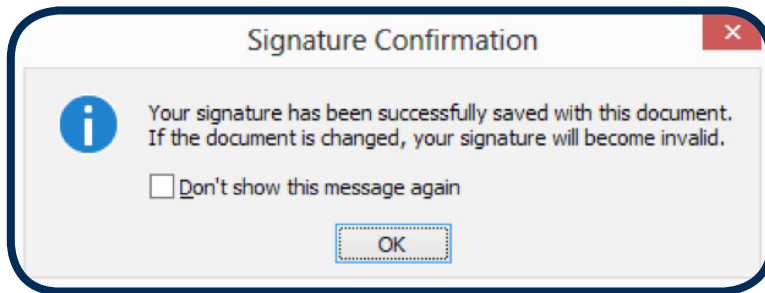 Signature Confirmation
Your signature has been successfully saved with this document.
If the document is changed, your signature will become invalid.
Don't show this message again
OK